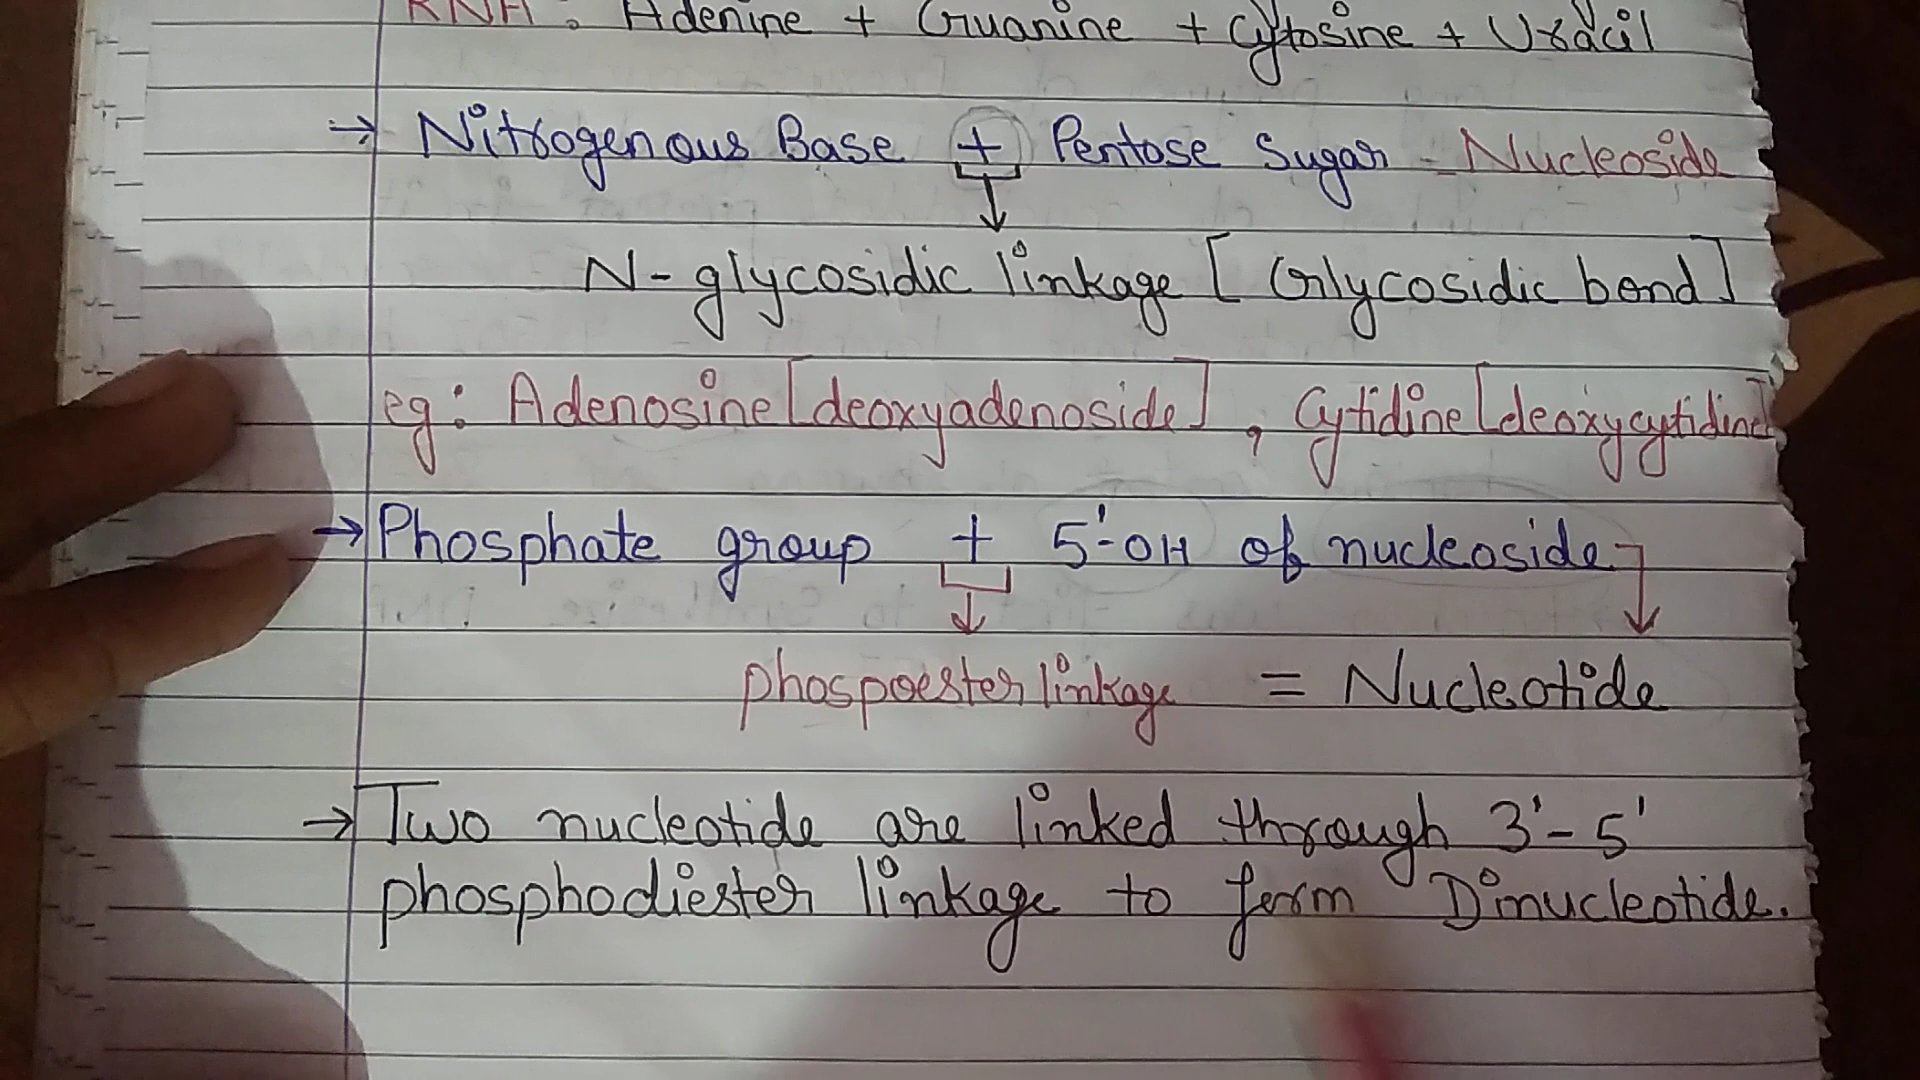 RNA : Adenine + Guanine + Cytosine + Uracil
→ Nitrogenous Base + Pentose Sugar - Nucleoside
N-glycosidic linkage [Glycosidic bond]
eg: Adenosine [deoxyadenoside], Cytidine [deoxycytidine]
→ Phosphate group + 5'-OH of nucleoside
phospoester linkage = Nucleotide
→ Two nucleotide are linked through 3'-5'
phosphodiester linkage to form Dinucleotide.